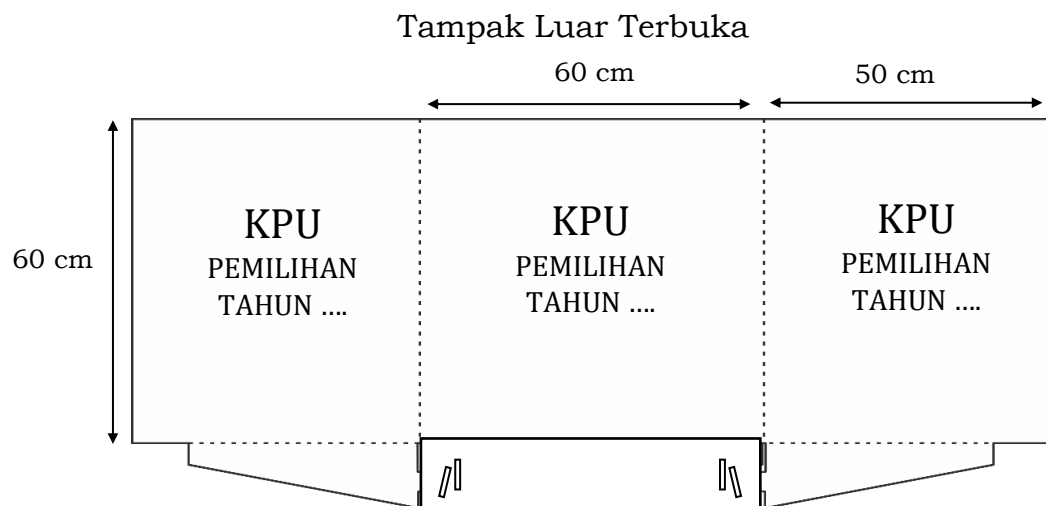 Tampak Luar Terbuka
60 cm
50 cm
60 cm
KPU
PEMILIHAN
TAHUN ....
KPU
PEMILIHAN
TAHUN ....
KPU
PEMILIHAN
TAHUN ....